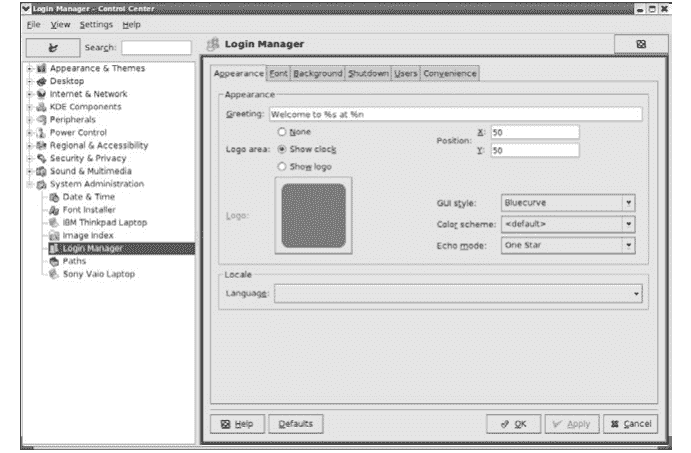 Login Manager - Control Center
File View Settings Help
Search:
Login Manager
Appearance & Themes
Desktop
Internet & Network
KDE Components
Peripherals
Power Control
Regional & Accessibility
Security & Privacy
Sound & Multimedia
System Administration
Date & Time
Font Installer
IBM Thinkpad Laptop
Image Index
Login Manager
Paths
Sony Vaio Laptop
Appearance Font Background Shutdown Users Convenience
Appearance
Greeting: Welcome to %s at %n
None
Logo area: Show clock
Show logo
Position: X: 50
Y: 50
Logo:
GUI style: Bluecurve
Color scheme: <default>
Echo mode: One Star
Locale
Language:
Help Defaults OK Apply Cancel